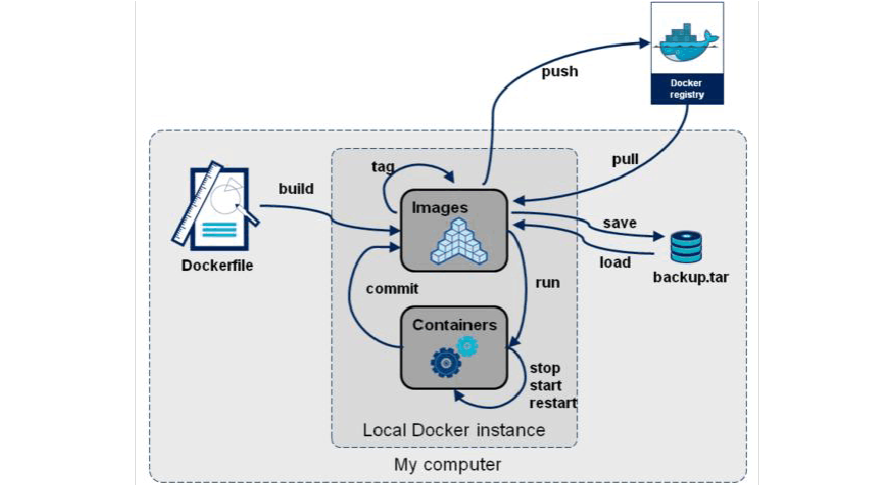 push
Docker
registry
tag
pull
build
Images
save
Dockerfile
load
backup.tar
commit
run
Containers
stop
start
restart
Local Docker instance
My computer